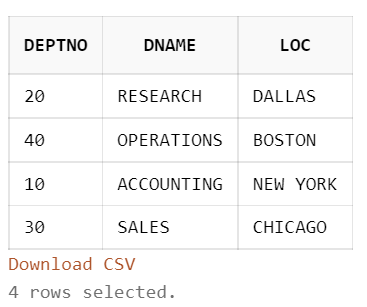 DEPTNO DNAME LOC
20 RESEARCH DALLAS
40 OPERATIONS BOSTON
10 ACCOUNTING NEW YORK
30 SALES CHICAGO
Download CSV
4 rows selected.